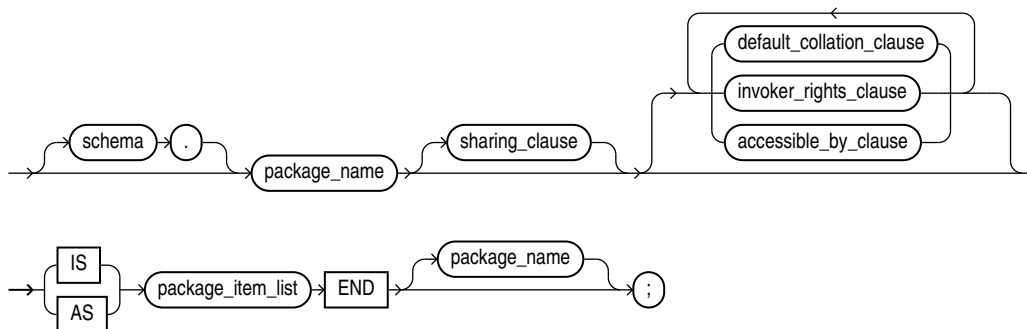 default_collation_clause
invoker_rights_clause
schema . sharing_clause accessible_by_clause
package_name
IS package_name
package_item_list END ;
AS